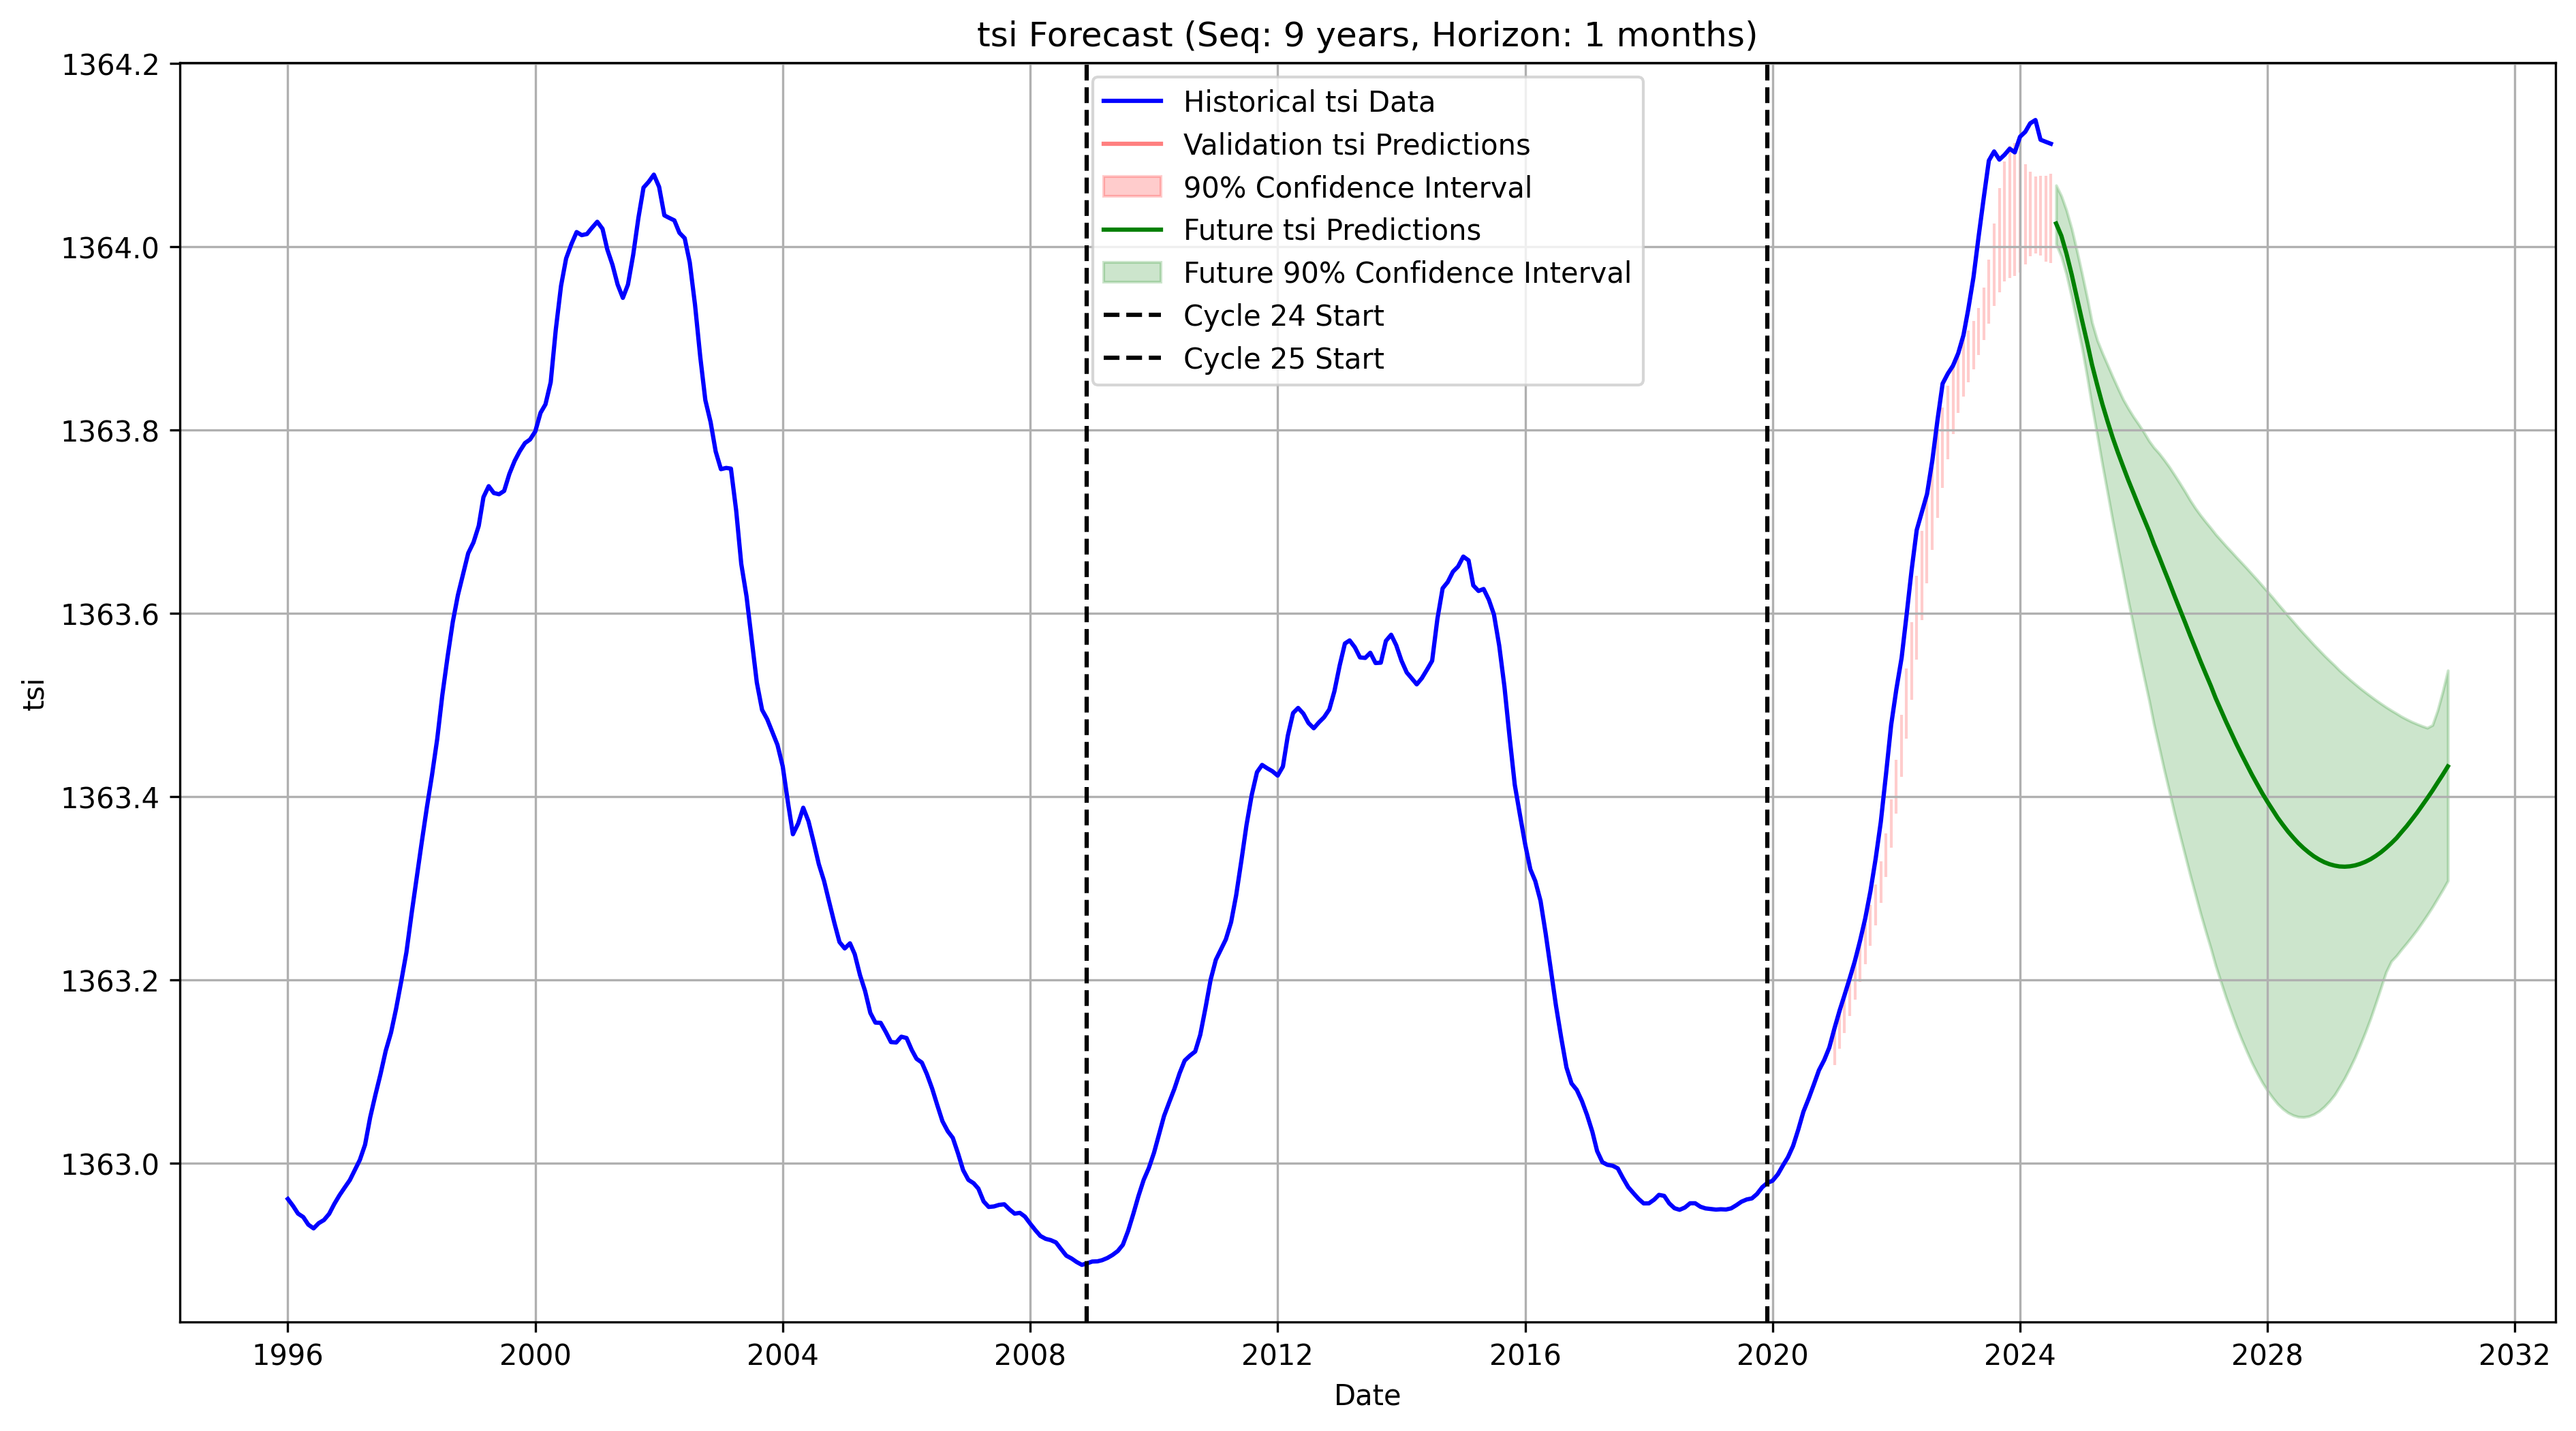 tsi Forecast (Seq: 9 years, Horizon: 1 months)
1364.2
1364.0
1363.8
1363.6
1363.4
1363.2
1363.0
tsi
Historical tsi Data
Validation tsi Predictions
90% Confidence Interval
Future tsi Predictions
Future 90% Confidence Interval
Cycle 24 Start
Cycle 25 Start
1996 2000 2004 2008 2012 2016 2020 2024 2028 2032
Date